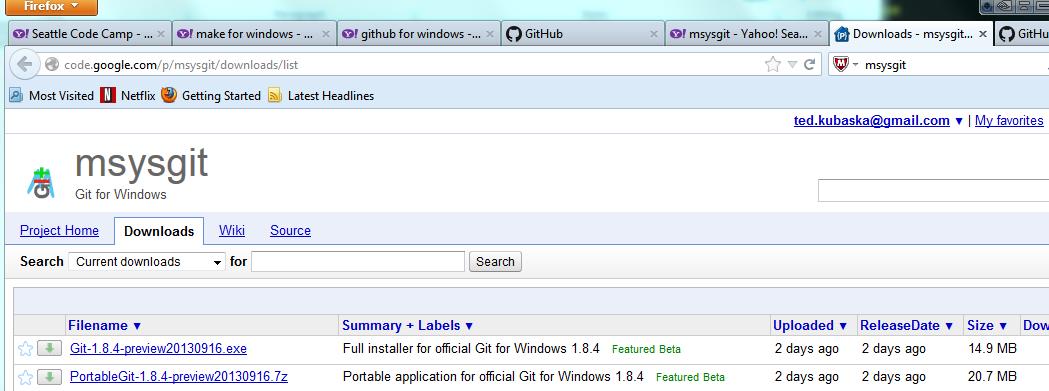 Firefox
Seattle Code Camp - ... × make for windows - ... × github for windows -... × GitHub × msysgit - Yahoo! Sea... × Downloads - msysgit... × GitHu
code.google.com/p/msysgit/downloads/list msysgit
Most Visited Netflix Getting Started Latest Headlines
ted.kubaska@gmail.com ▼ | My favorites
msysgit
Git for Windows
Project Home Downloads Wiki Source
Search Current downloads for Search
Filename ▼ Summary + Labels ▼ Uploaded ▼ ReleaseDate ▼ Size ▼ Dow
Git-1.8.4-preview20130916.exe Full installer for official Git for Windows 1.8.4 Featured Beta 2 days ago 2 days ago 14.9 MB
PortableGit-1.8.4-preview20130916.7z Portable application for official Git for Windows 1.8.4 Featured Beta 2 days ago 2 days ago 20.7 MB